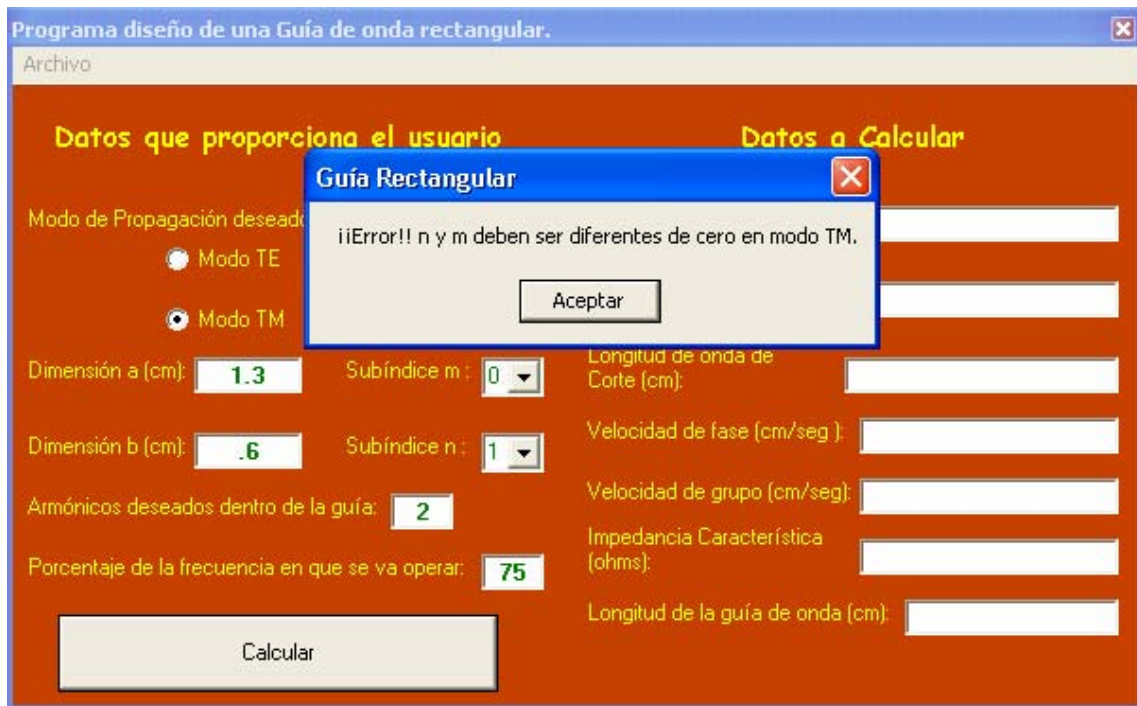 Programa diseño de una Guía de onda rectangular.
Archivo
Datos que proporciona el usuario
Datos a Calcular
Guía Rectangular
¡¡Error!! n y m deben ser diferentes de cero en modo TM.
Aceptar
Modo de Propagación desead
Modo TE
Modo TM
Dimensión a (cm): 1.3
Subíndice m : 0
Dimensión b (cm): .6
Subíndice n : 1
Armónicos deseados dentro de la guía: 2
Porcentaje de la frecuencia en que se va operar: 75
Calcular
Longitud de onda de
Corte (cm):
Velocidad de fase (cm/seg ):
Velocidad de grupo (cm/seg):
Impedancia Característica
(ohms):
Longitud de la guía de onda (cm):